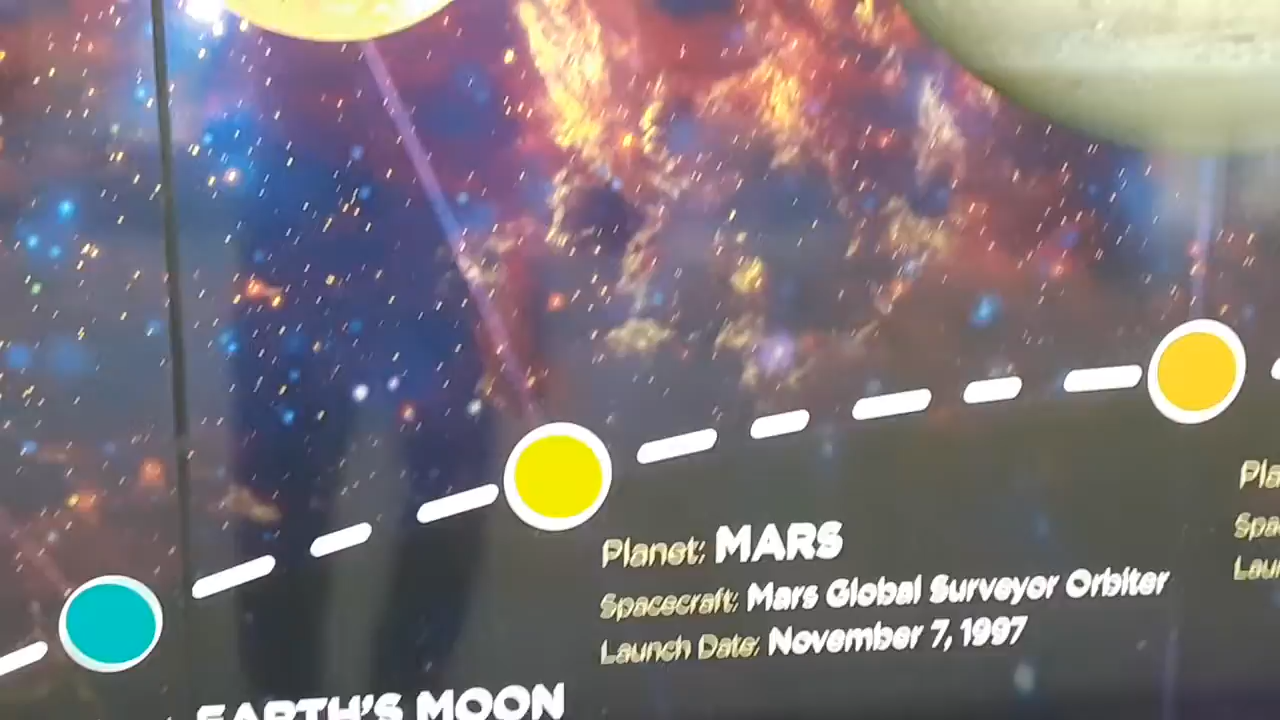 Planet: MARS
Spacecraft: Mars Global Surveyor Orbiter
Launch Date: November 7, 1997
EARTH'S MOON